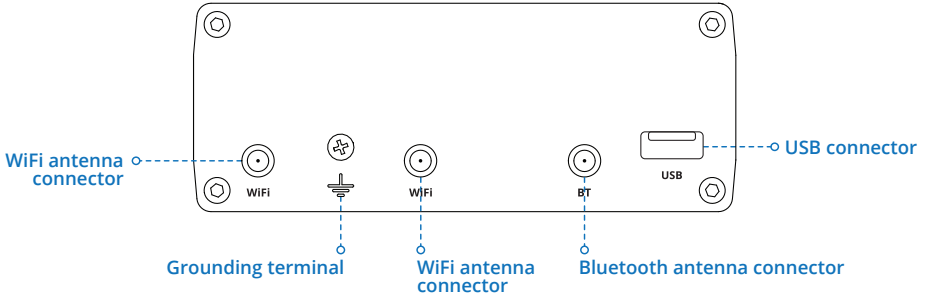 WiFi antenna
connector
USB connector
WiFi
WiFi
BT
USB
Grounding terminal
WiFi antenna
connector
Bluetooth antenna connector